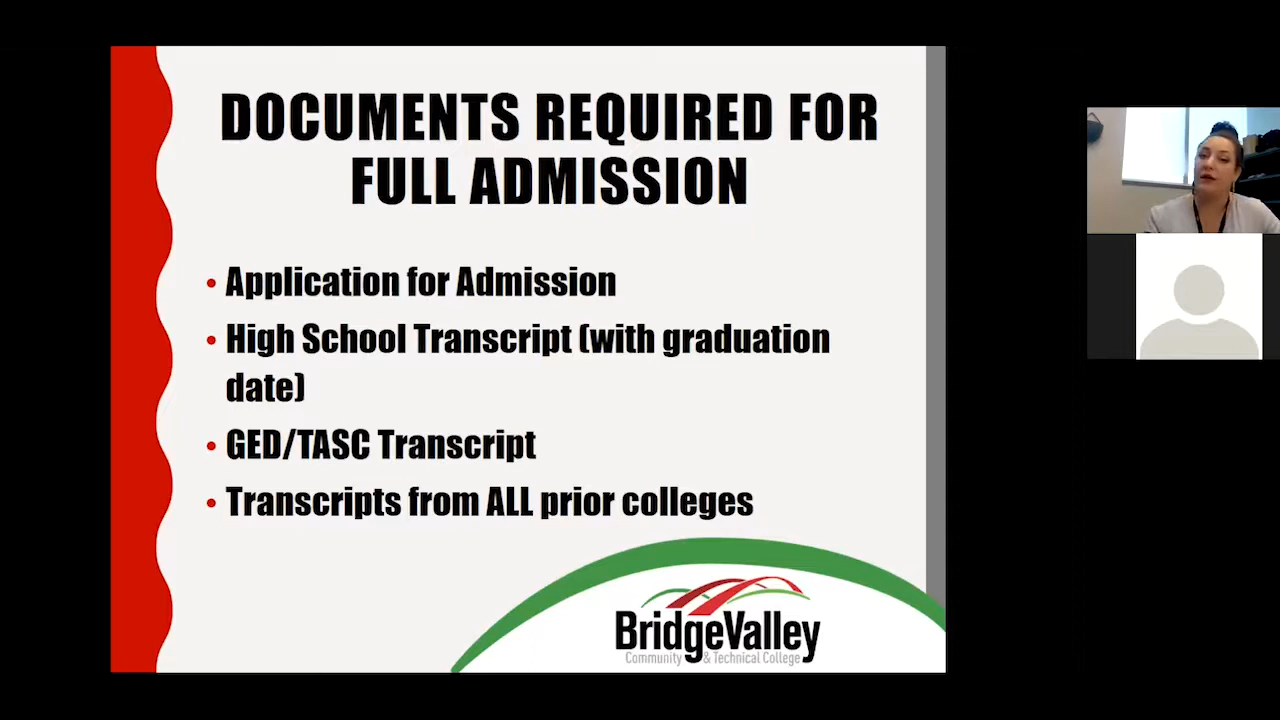 DOCUMENTS REQUIRED FOR
FULL ADMISSION
• Application for Admission
• High School Transcript (with graduation
date)
• GED/TASC Transcript
• Transcripts from ALL prior colleges
BridgeValley
Community & Technical College